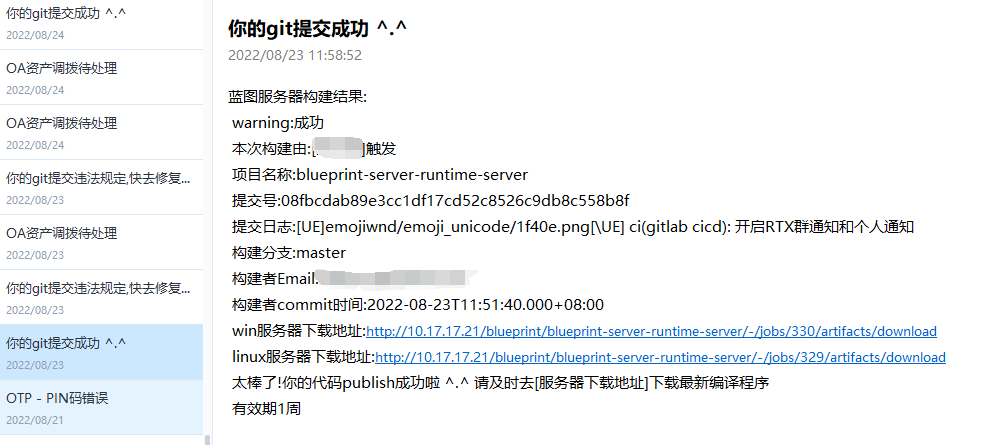 你的git提交成功 ^.^
2022/08/24
OA资产调拨待处理
2022/08/24
OA资产调拨待处理
2022/08/24
你的git提交违法规定,快去修复...
2022/08/23
OA资产调拨待处理
2022/08/23
你的git提交违法规定,快去修复...
2022/08/23
你的git提交成功 ^.^
2022/08/23
OTP - PIN码错误
2022/08/21
你的git提交成功 ^.^
2022/08/23 11:58:52
蓝图服务器构建结果:
warning:成功
本次构建由:[ ]触发
项目名称:blueprint-server-runtime-server
提交号:08fbcdab89e3cc1df17cd52c8526c9db8c558b8f
提交日志:[UE]emojiwnd/emoji_unicode/1f40e.png[\UE] ci(gitlab cicd): 开启RTX群通知和个人通知
构建分支:master
构建者Email:
构建者commit时间:2022-08-23T11:51:40.000+08:00
win服务器下载地址:http://10.17.17.21/blueprint/blueprint-server-runtime-server/-/jobs/330/artifacts/download
linux服务器下载地址:http://10.17.17.21/blueprint/blueprint-server-runtime-server/-/jobs/329/artifacts/download
太棒了!你的代码publish成功啦 ^.^ 请及时去[服务器下载地址]下载最新编译程序
有效期1周